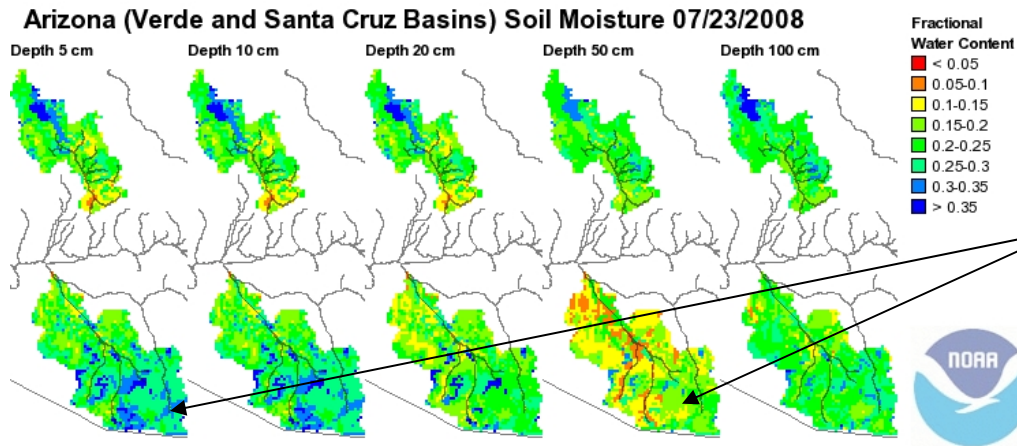 Arizona (Verde and Santa Cruz Basins) Soil Moisture 07/23/2008
Depth 5 cm
Depth 10 cm
Depth 20 cm
Depth 50 cm
Depth 100 cm
Fractional
Water Content
< 0.05
0.05-0.1
0.1-0.15
0.15-0.2
0.2-0.25
0.25-0.3
0.3-0.35
> 0.35
NOAA